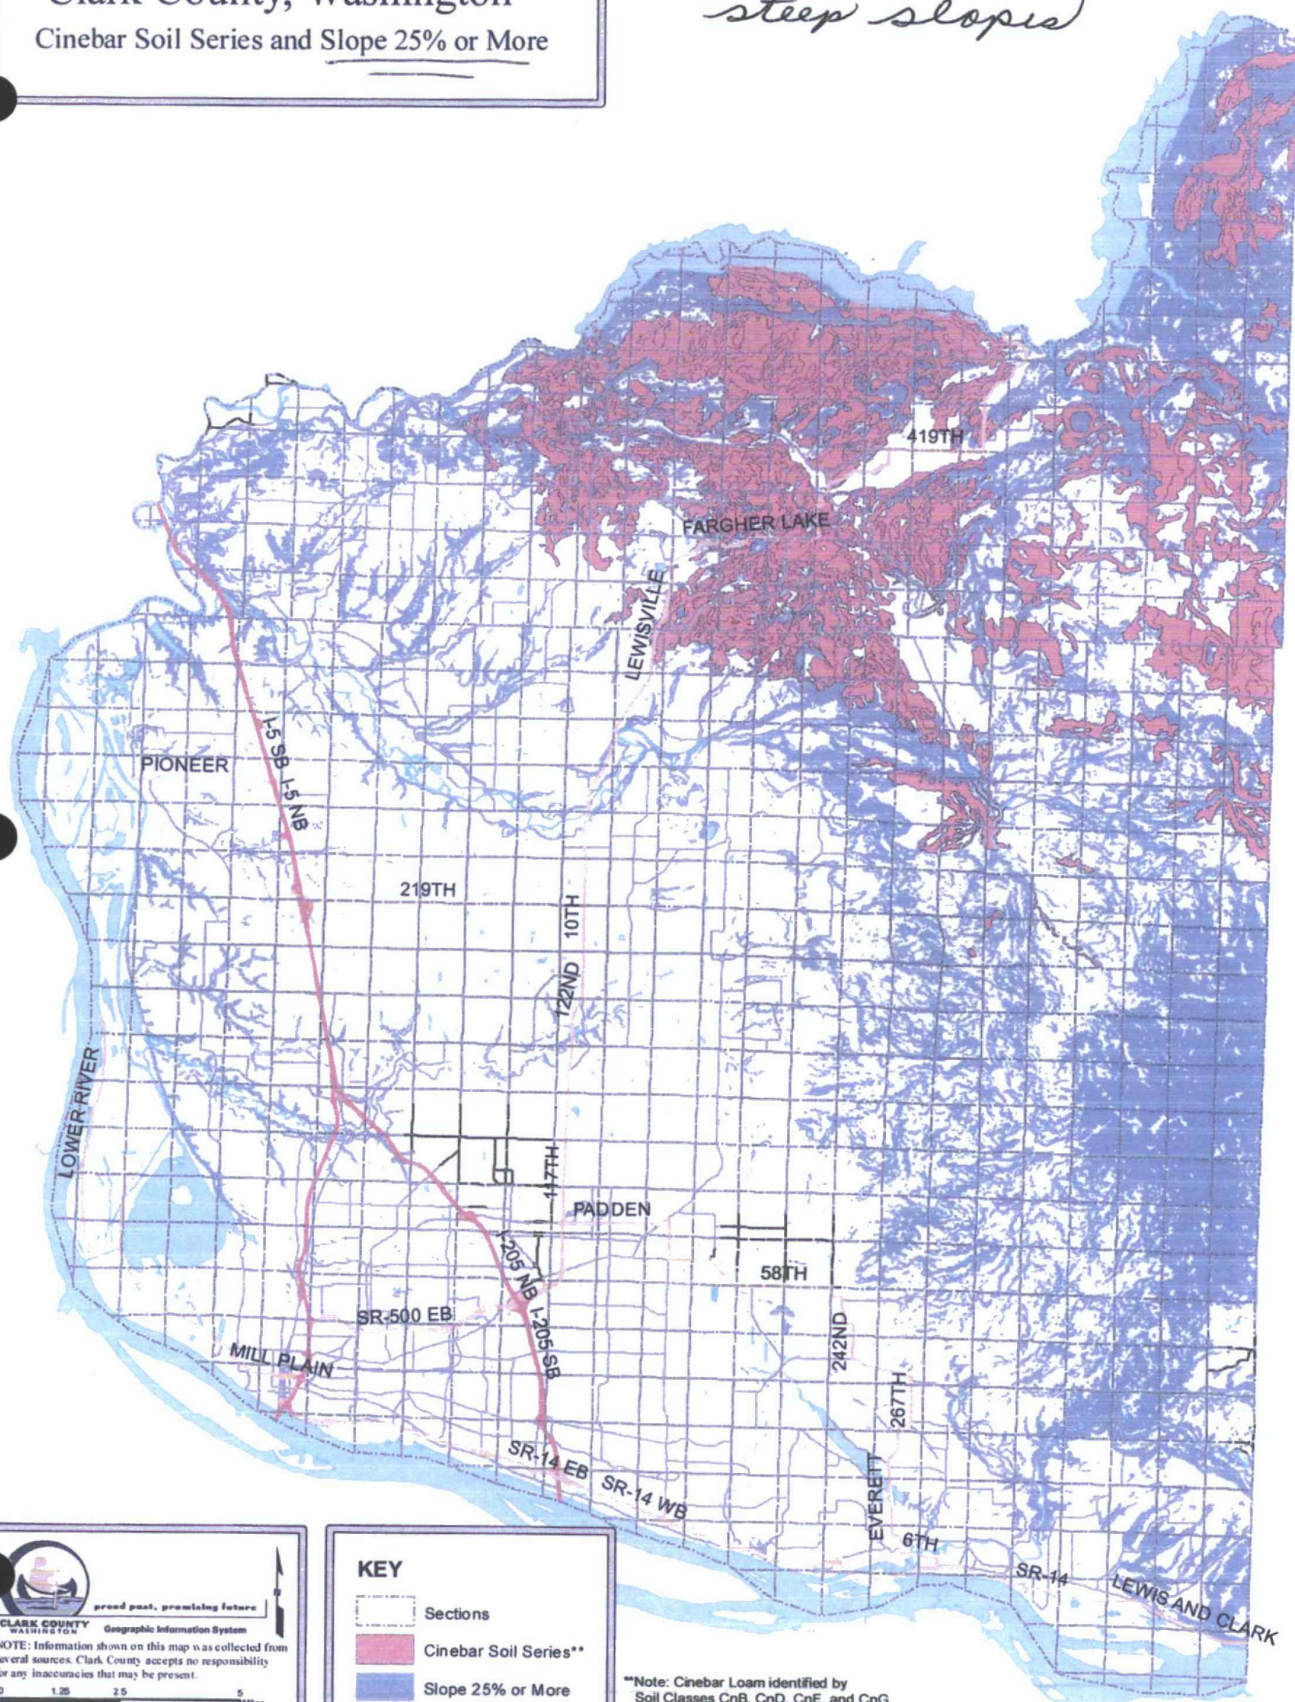 Clark County, Washington
Cinebar Soil Series and Slope 25% or More
steep slopes
419TH
FARGHER LAKE
LEWISVILLE
I-5 SB I-5 NB
PIONEER
219TH
10TH
122ND
LOWER RIVER
117TH
PADDEN
I-205 NB I-205 SB
58TH
SR-500 EB
242ND
MILL PLAIN
267TH
SR-14 EB SR-14 WB
EVERETT
6TH
SR-14
LEWIS AND CLARK
proud past, promising future
CLARK COUNTY
WASHINGTON
Geographic Information System
NOTE: Information shown on this map was collected from
several sources. Clark County accepts no responsibility
for any inaccuracies that may be present.
0 1.25 2.5 5
Miles
KEY
Sections
Cinebar Soil Series**
Slope 25% or More
**Note: Cinebar Loam identified by
Soil Classes CnB, CnD, CnE, and CnG